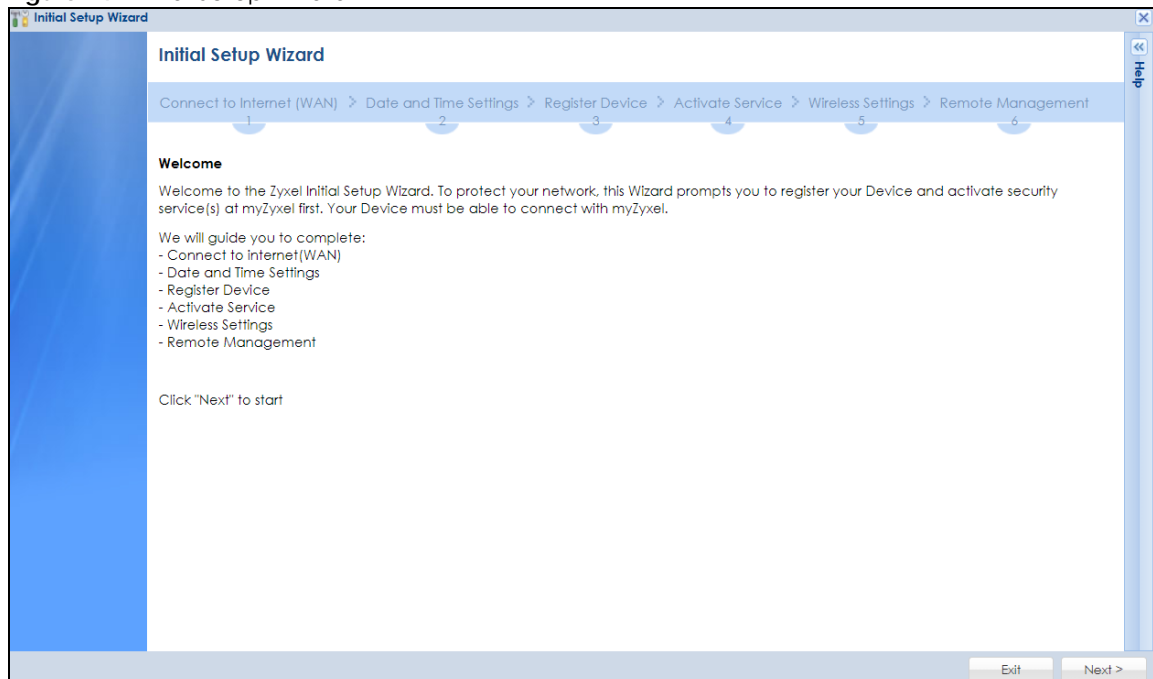 Initial Setup Wizard
Help
Initial Setup Wizard
Connect to Internet (WAN) > Date and Time Settings > Register Device > Activate Service > Wireless Settings > Remote Management
1 2 3 4 5 6
Welcome
Welcome to the Zyxel Initial Setup Wizard. To protect your network, this Wizard prompts you to register your Device and activate security
service(s) at myZyxel first. Your Device must be able to connect with myZyxel.
We will guide you to complete:
- Connect to internet(WAN)
- Date and Time Settings
- Register Device
- Activate Service
- Wireless Settings
- Remote Management
Click "Next" to start
Exit Next >